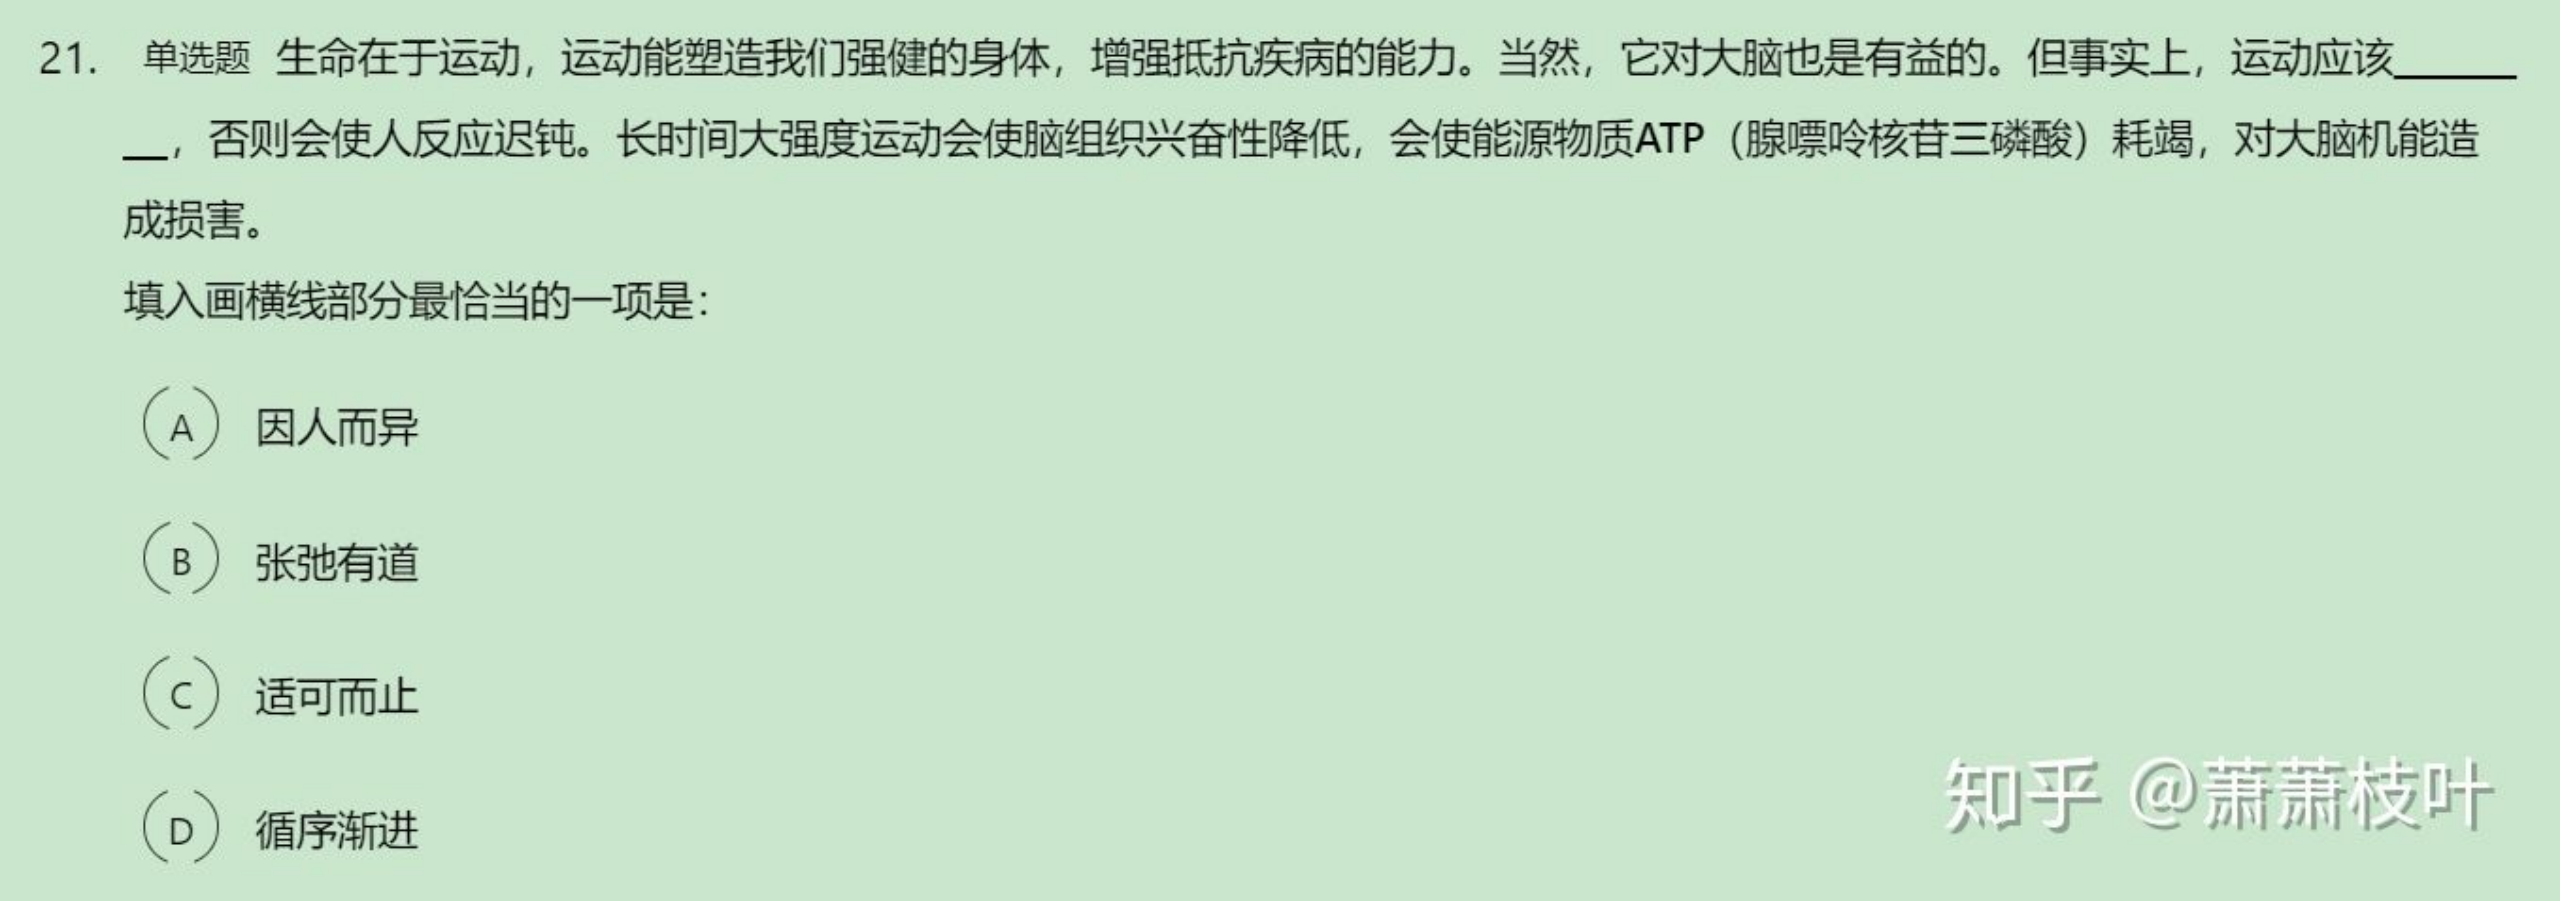 21. 单选题 生命在于运动，运动能塑造我们强健的身体，增强抵抗疾病的能力。当然，它对大脑也是有益的。但事实上，运动应该______
__，否则会使人反应迟钝。长时间大强度运动会使脑组织兴奋性降低，会使能源物质ATP（腺嘌呤核苷三磷酸）耗竭，对大脑机能造
成损害。
填入画横线部分最恰当的一项是：
A 因人而异
B 张弛有道
C 适可而止
D 循序渐进
知乎 @萧萧枝叶